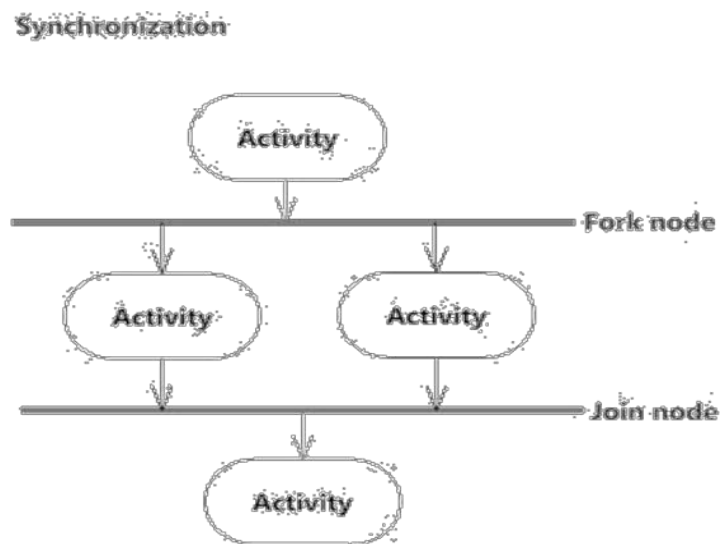 Synchronization
Activity
Fork node
Activity
Activity
Join node
Activity